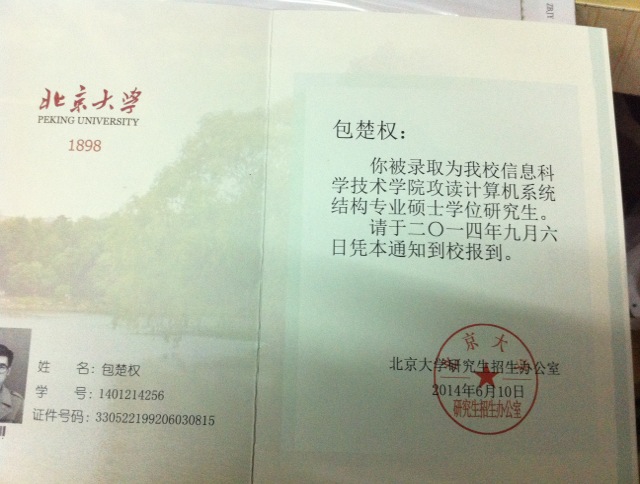 北京大学
PEKING UNIVERSITY
1898
姓 名：包楚权
学 号：1401214256
证件号码：330522199206030815
ZBJY
包楚权：
你被录取为我校信息科
学技术学院攻读计算机系统
结构专业硕士学位研究生。
请于二〇一四年九月六
日凭本通知到校报到。
北京大学研究生招生办公室
2014年6月10日
京大
研究生招生办公室